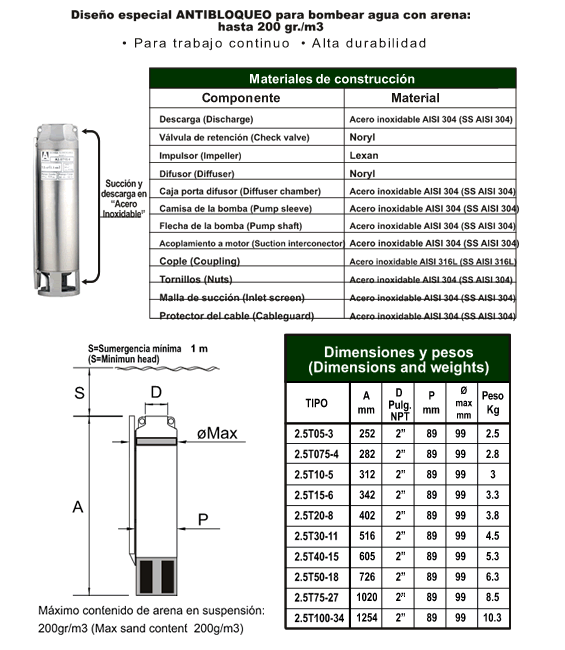 Diseño especial ANTIBLOQUEO para bombear agua con arena:
hasta 200 gr./m3
• Para trabajo continuo • Alta durabilidad
Materiales de construcción
Componente Material
Descarga (Discharge) Acero inoxidable AISI 304 (SS AISI 304)
Válvula de retención (Check valve) Noryl
Impulsor (Impeller) Lexan
Difusor (Diffuser) Noryl
Caja porta difusor (Diffuser chamber) Acero inoxidable AISI 304 (SS AISI 304)
Camisa de la bomba (Pump sleeve) Acero inoxidable AISI 304 (SS AISI 304)
Flecha de la bomba (Pump shaft) Acero inoxidable AISI 304 (SS AISI 304)
Acoplamiento a motor (Suction interconector) Acero inoxidable AISI 304 (SS AISI 304)
Cople (Coupling) Acero inoxidable AISI 316L (SS AISI 316L)
Tornillos (Nuts) Acero inoxidable AISI 304 (SS AISI 304)
Malla de succión (Inlet screen) Acero inoxidable AISI 304 (SS AISI 304)
Protector del cable (Cableguard) Acero inoxidable AISI 304 (SS AISI 304)
Succión y
descarga en
“Acero
Inoxidable”
S=Sumergencia mínima 1 m
(S=Minimun head)
S
D
øMax
A
P
Máximo contenido de arena en suspensión:
200gr/m3 (Max sand content 200g/m3)
Dimensiones y pesos
(Dimensions and weights)
TIPO A mm D Pulg. NPT P mm Ø max mm Peso Kg
2.5T05-3 252 2” 89 99 2.5
2.5T075-4 282 2” 89 99 2.8
2.5T10-5 312 2” 89 99 3
2.5T15-6 342 2” 89 99 3.3
2.5T20-8 402 2” 89 99 3.8
2.5T30-11 516 2” 89 99 4.5
2.5T40-15 605 2” 89 99 5.3
2.5T50-18 726 2” 89 99 6.3
2.5T75-27 1020 2” 89 99 8.5
2.5T100-34 1254 2” 89 99 10.3